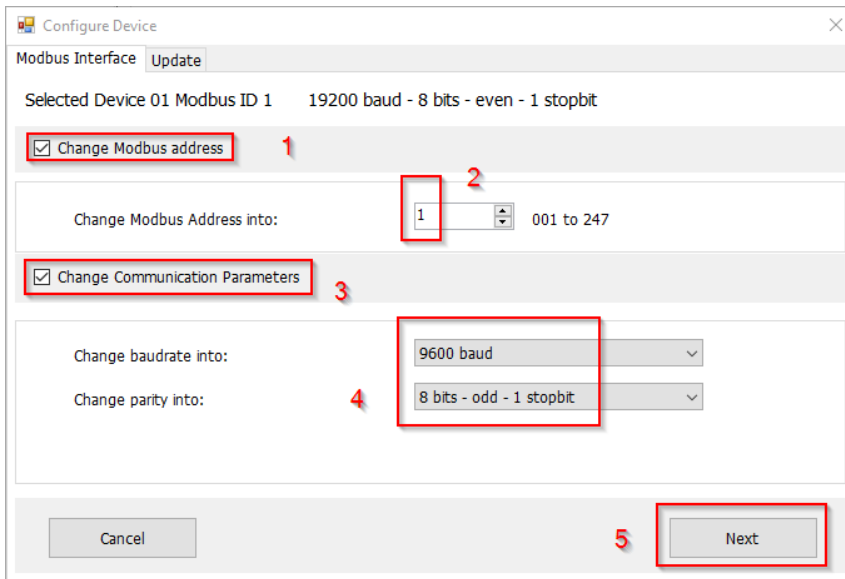 Configure Device
Modbus Interface Update
Selected Device 01 Modbus ID 1 19200 baud - 8 bits - even - 1 stopbit
Change Modbus address 1
2
Change Modbus Address into: 1 001 to 247
Change Communication Parameters 3
Change baudrate into: 9600 baud
Change parity into: 4 8 bits - odd - 1 stopbit
Cancel 5 Next